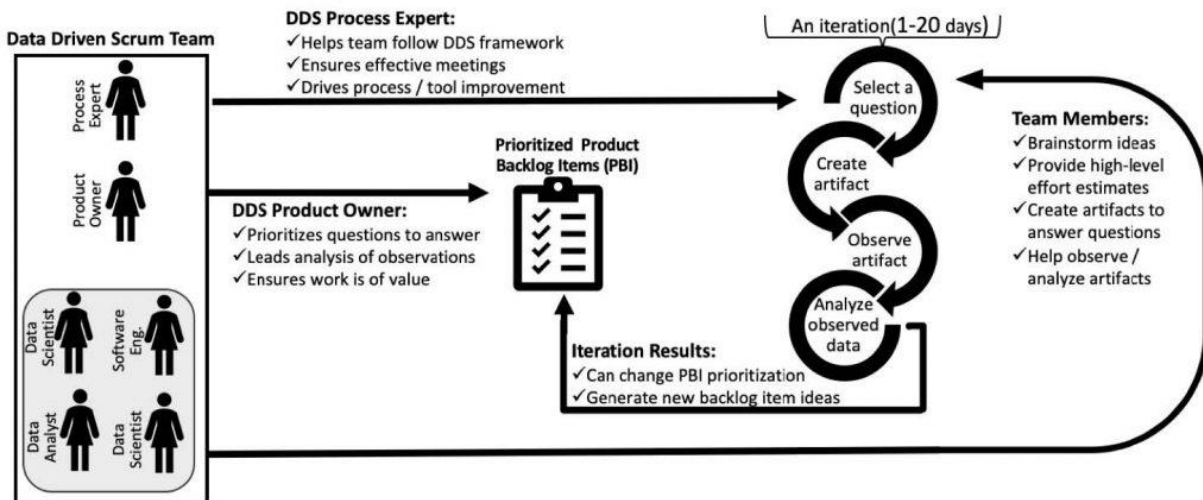 Data Driven Scrum Team
Process
Expert
Product
Owner
Data
Scientist
Software
Eng.
Data
Analyst
Data
Scientist
DDS Process Expert:
✓Helps team follow DDS framework
✓Ensures effective meetings
✓Drives process / tool improvement
DDS Product Owner:
✓Prioritizes questions to answer
✓Leads analysis of observations
✓Ensures work is of value
Prioritized Product
Backlog Items (PBI)
An iteration(1-20 days)
Select a
question
Create
artifact
Observe
artifact
Analyze
observed
data
Iteration Results:
✓Can change PBI prioritization
✓Generate new backlog item ideas
Team Members:
✓Brainstorm ideas
✓Provide high-level
effort estimates
✓Create artifacts to
answer questions
✓Help observe /
analyze artifacts